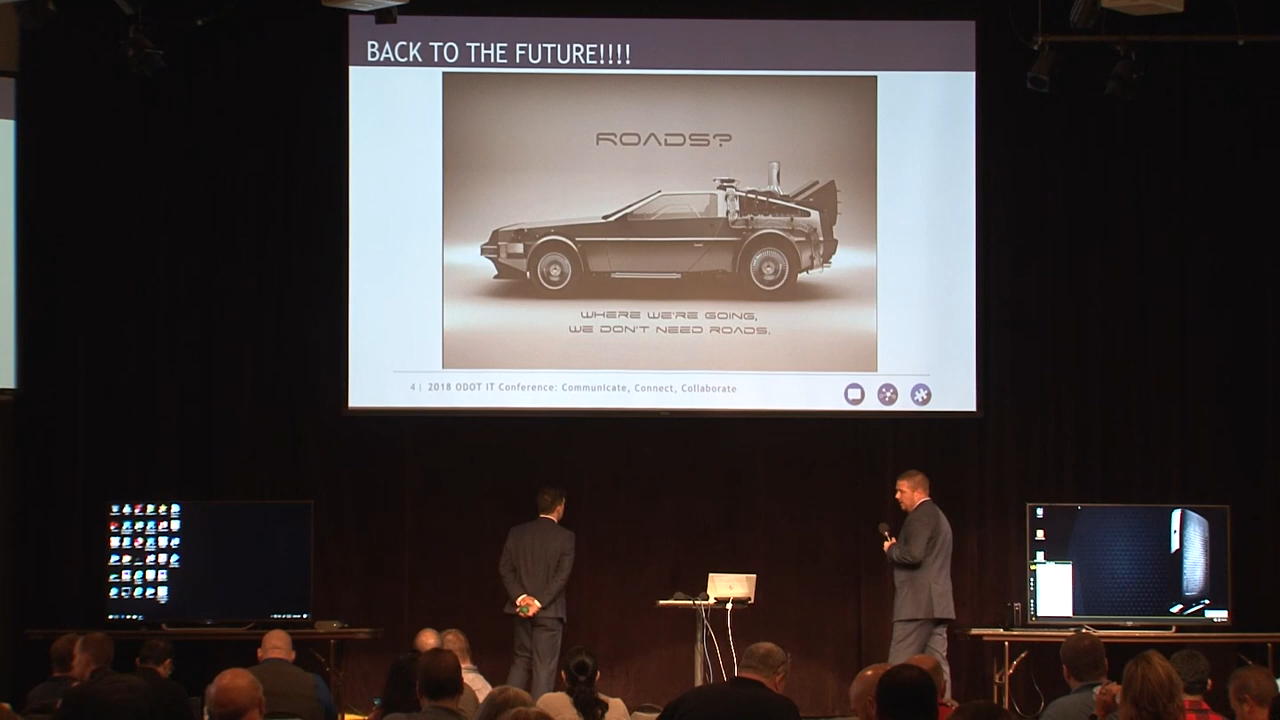 BACK TO THE FUTURE!!!!
ROADS?
WHERE WE'RE GOING,
WE DON'T NEED ROADS.
4 | 2018 ODOT IT Conference: Communicate, Connect, Collaborate